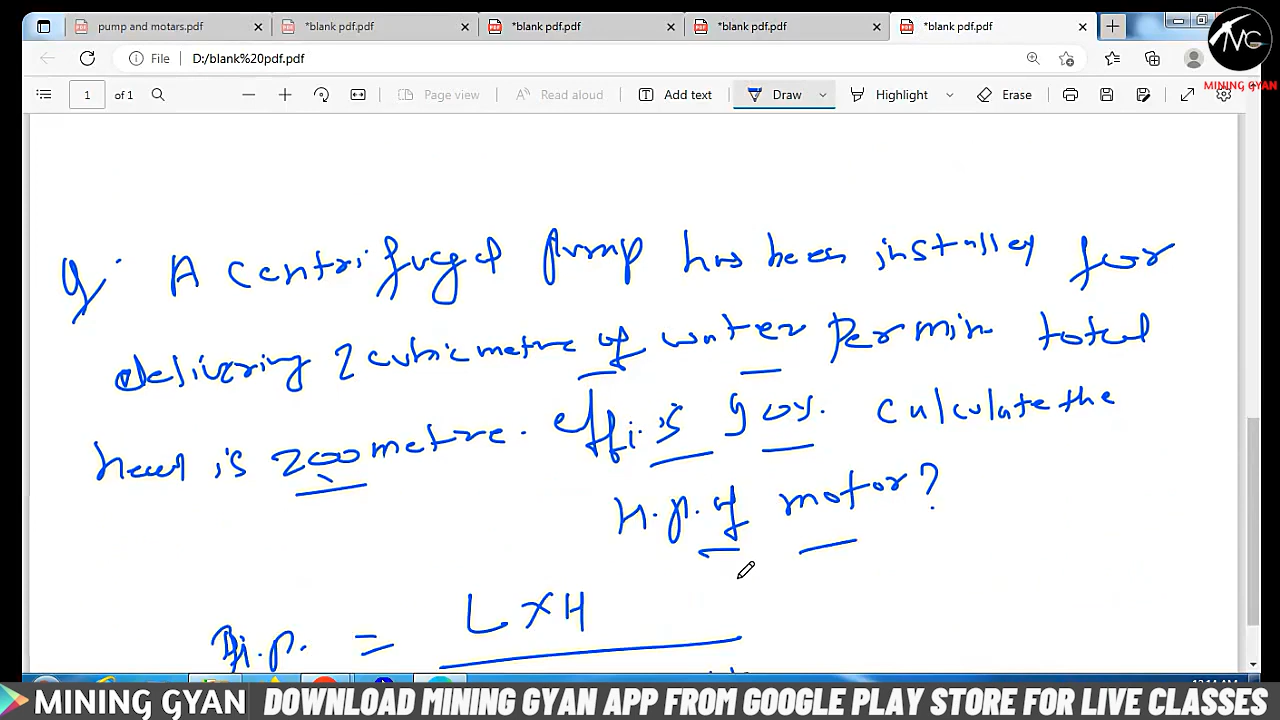 pump and motars.pdf
*blank pdf.pdf
*blank pdf.pdf
*blank pdf.pdf
*blank pdf.pdf
File D:/blank%20pdf.pdf
MINING GYAN
1 of 1
Page view
Read aloud
Add text
Draw
Highlight
Erase
Q. A centrifugal pump has been installed for
delivering 2 cubic metre of water per min total
head is 200 metre. effi. is 90%. calculate the
H.p. of motor?
H.p. = L X H
MINING GYAN DOWNLOAD MINING GYAN APP FROM GOOGLE PLAY STORE FOR LIVE CLASSES